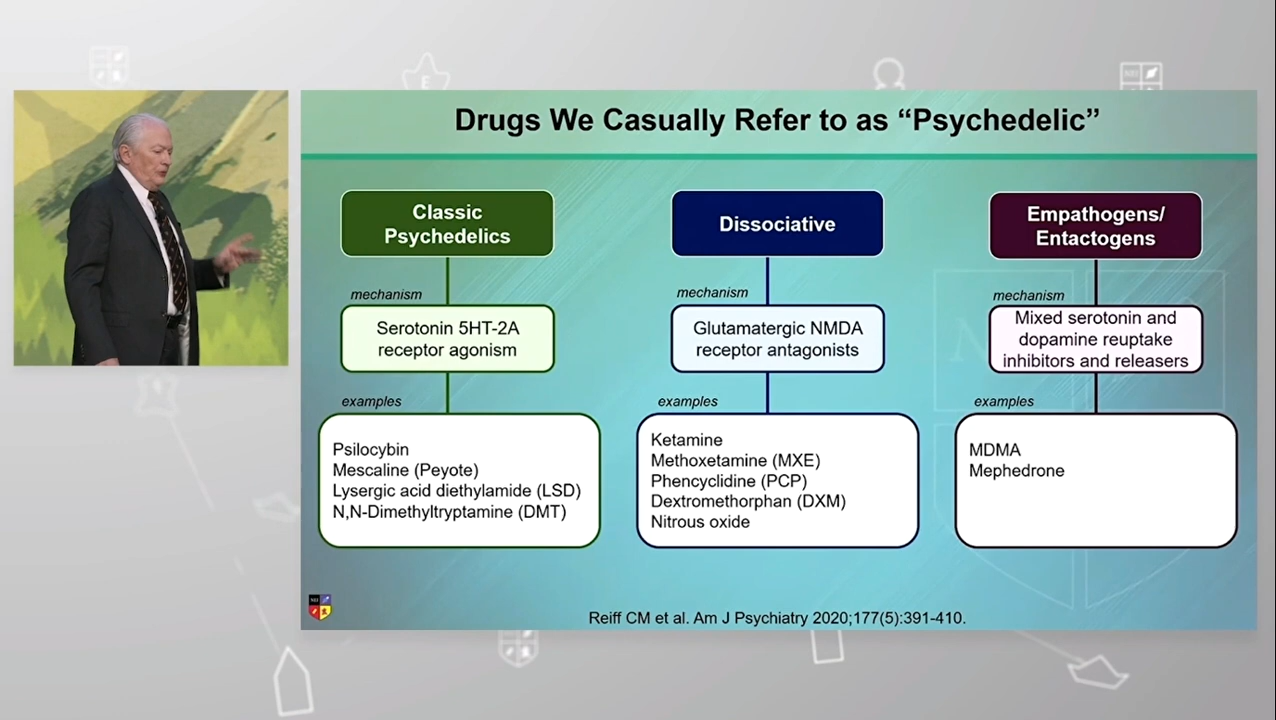 Drugs We Casually Refer to as “Psychedelic”
Classic
Psychedelics
mechanism
Serotonin 5HT-2A
receptor agonism
examples
Psilocybin
Mescaline (Peyote)
Lysergic acid diethylamide (LSD)
N,N-Dimethyltryptamine (DMT)
Dissociative
mechanism
Glutamatergic NMDA
receptor antagonists
examples
Ketamine
Methoxetamine (MXE)
Phencyclidine (PCP)
Dextromethorphan (DXM)
Nitrous oxide
Empathogens/
Entactogens
mechanism
Mixed serotonin and
dopamine reuptake
inhibitors and releasers
examples
MDMA
Mephedrone
NEI
Reiff CM et al. Am J Psychiatry 2020;177(5):391-410.
E
NEI